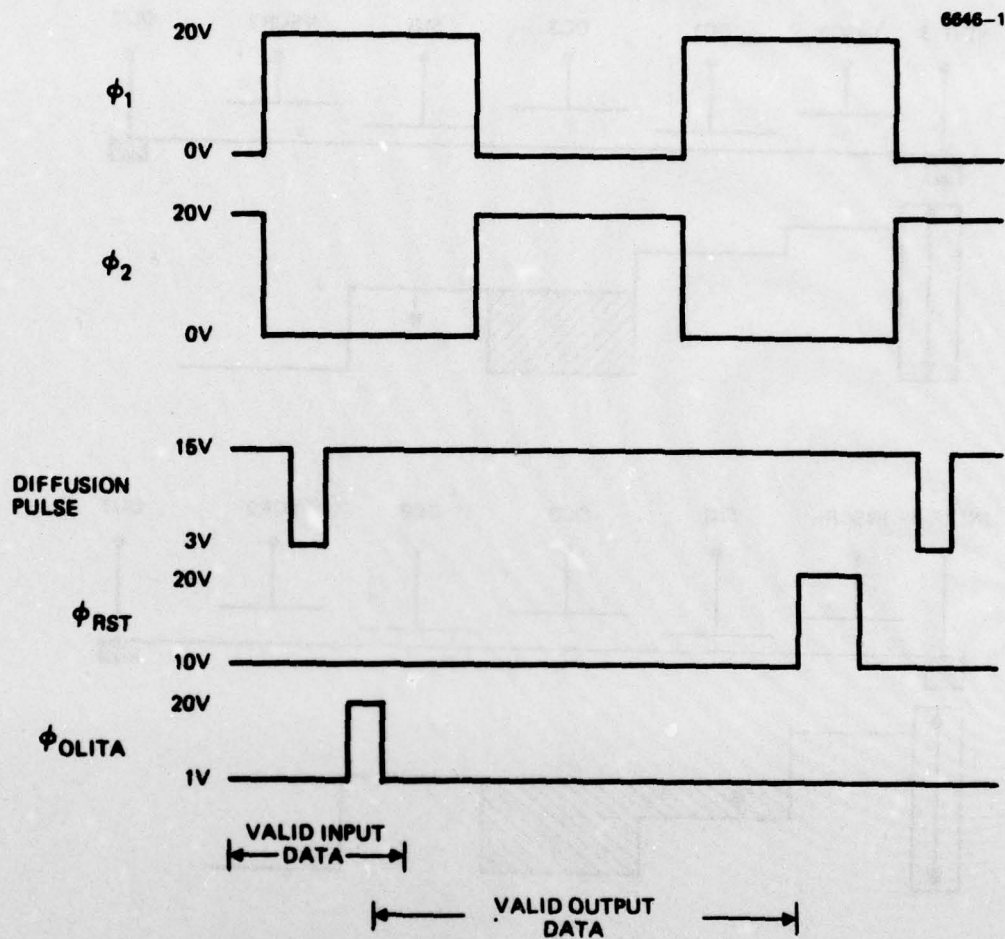 6646-1
20V
ϕ1
0V
20V
ϕ2
0V
15V
DIFFUSION
PULSE
3V
20V
ϕRST
10V
20V
ϕOLITA
1V
VALID INPUT
DATA
VALID OUTPUT
DATA